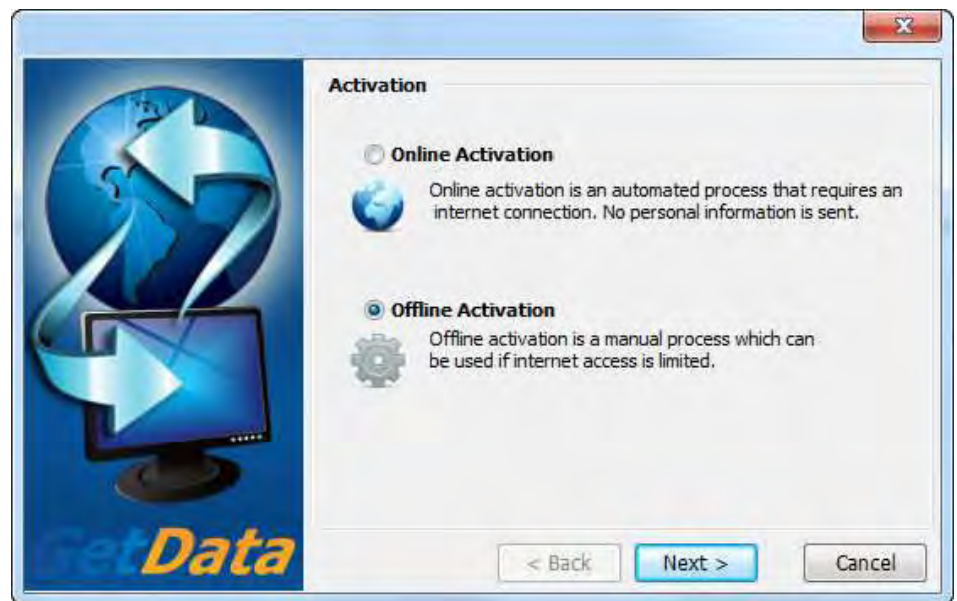 Activation
Online Activation
Online activation is an automated process that requires an
internet connection. No personal information is sent.
Offline Activation
Offline activation is a manual process which can
be used if internet access is limited.
GetData
< Back
Next >
Cancel